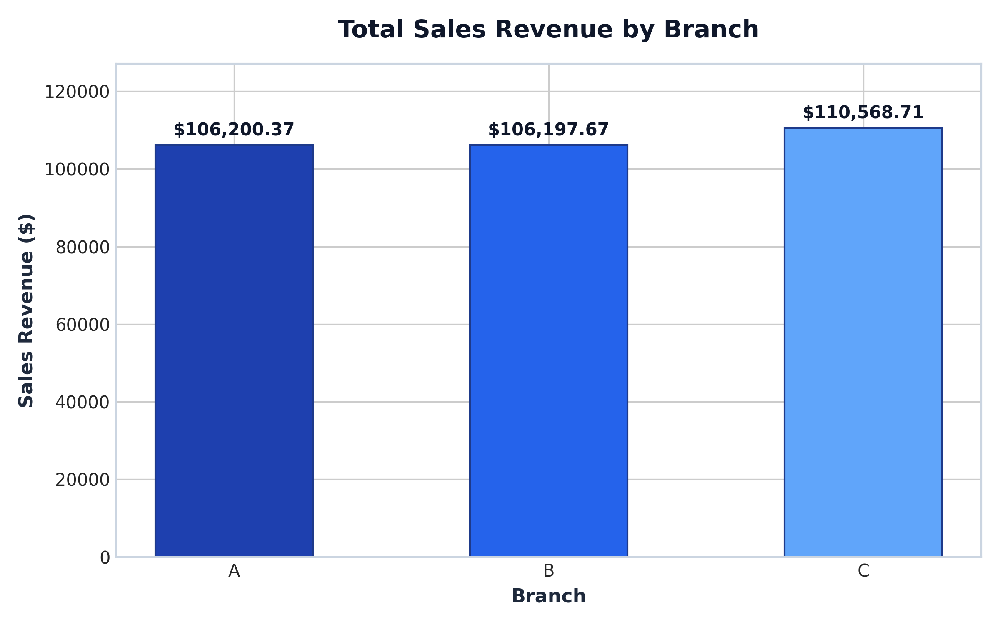 Total Sales Revenue by Branch
Sales Revenue ($)
120000
100000
80000
60000
40000
20000
0
$106,200.37
$106,197.67
$110,568.71
A
B
C
Branch